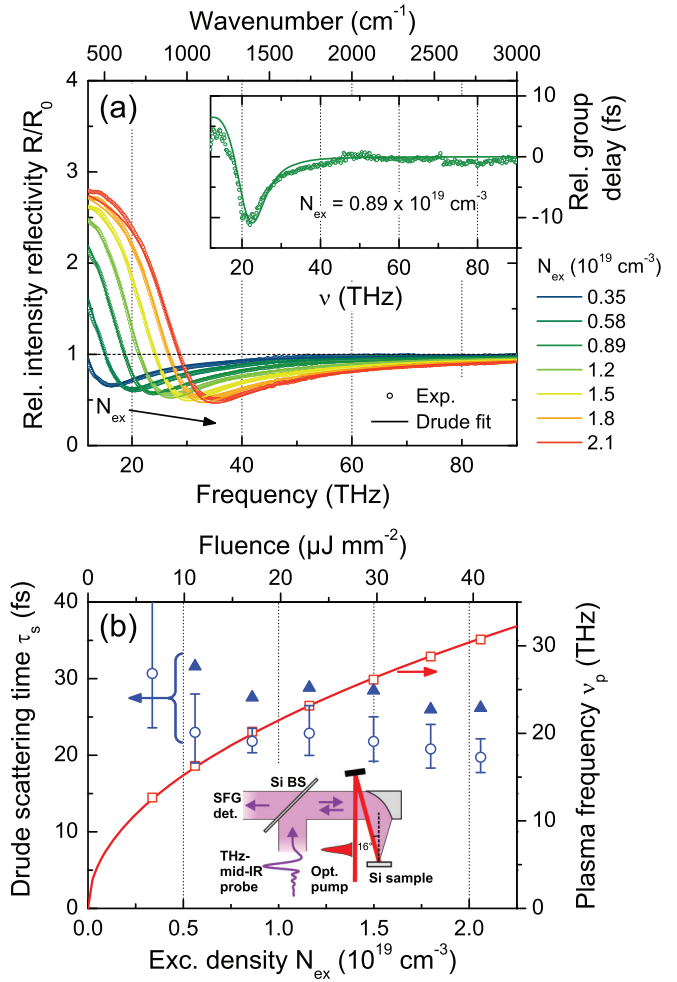 Wavenumber (cm-1)
500 1000 1500 2000 2500 3000
(a)
Rel. intensity reflectivity R/R0
4
3
2
1
0
10
0
-10
Rel. group
delay (fs)
Nex = 0.89 x 10^19 cm-3
20 40 60 80
ν (THz)
Nex (10^19 cm-3)
0.35
0.58
0.89
1.2
1.5
1.8
2.1
Nex
Exp.
Drude fit
20 40 60 80
Frequency (THz)
Fluence (µJ mm-2)
0 10 20 30 40
(b)
Drude scattering time τs (fs)
40
30
20
10
0
30
20
10
0
Plasma frequency νp (THz)
Si BS
SFG
det.
THz-
mid-IR
probe
Opt.
pump
16°
Si sample
0.0 0.5 1.0 1.5 2.0
Exc. density Nex (10^19 cm-3)